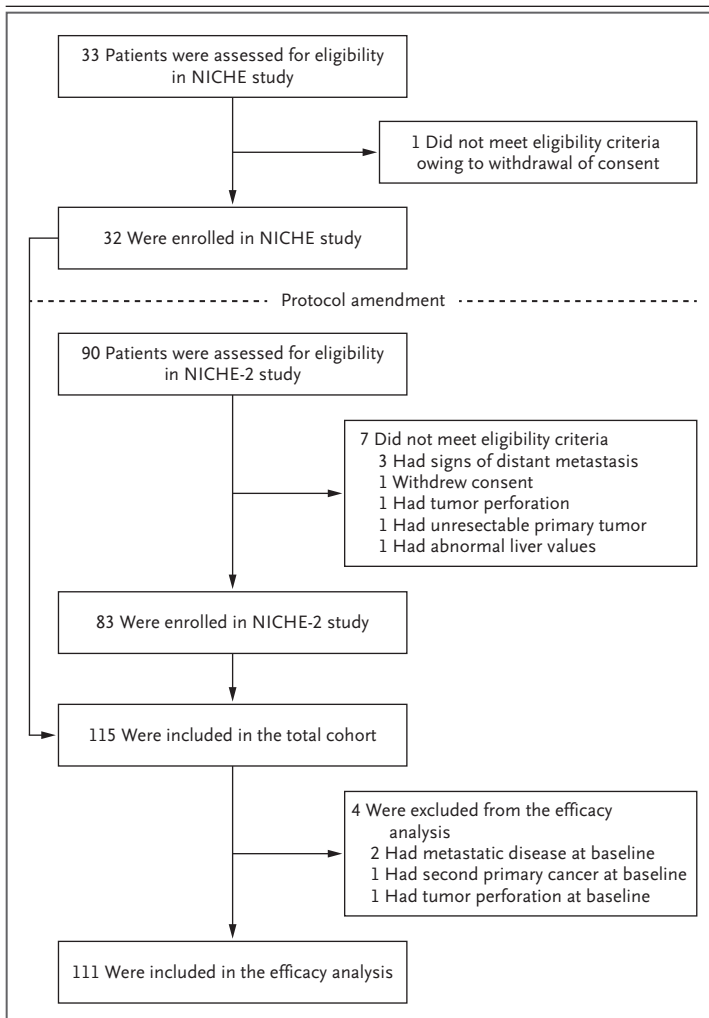 33 Patients were assessed for eligibility
in NICHE study
1 Did not meet eligibility criteria
owing to withdrawal of consent
32 Were enrolled in NICHE study
Protocol amendment
90 Patients were assessed for eligibility
in NICHE-2 study
7 Did not meet eligibility criteria
3 Had signs of distant metastasis
1 Withdrew consent
1 Had tumor perforation
1 Had unresectable primary tumor
1 Had abnormal liver values
83 Were enrolled in NICHE-2 study
115 Were included in the total cohort
4 Were excluded from the efficacy
analysis
2 Had metastatic disease at baseline
1 Had second primary cancer at baseline
1 Had tumor perforation at baseline
111 Were included in the efficacy analysis